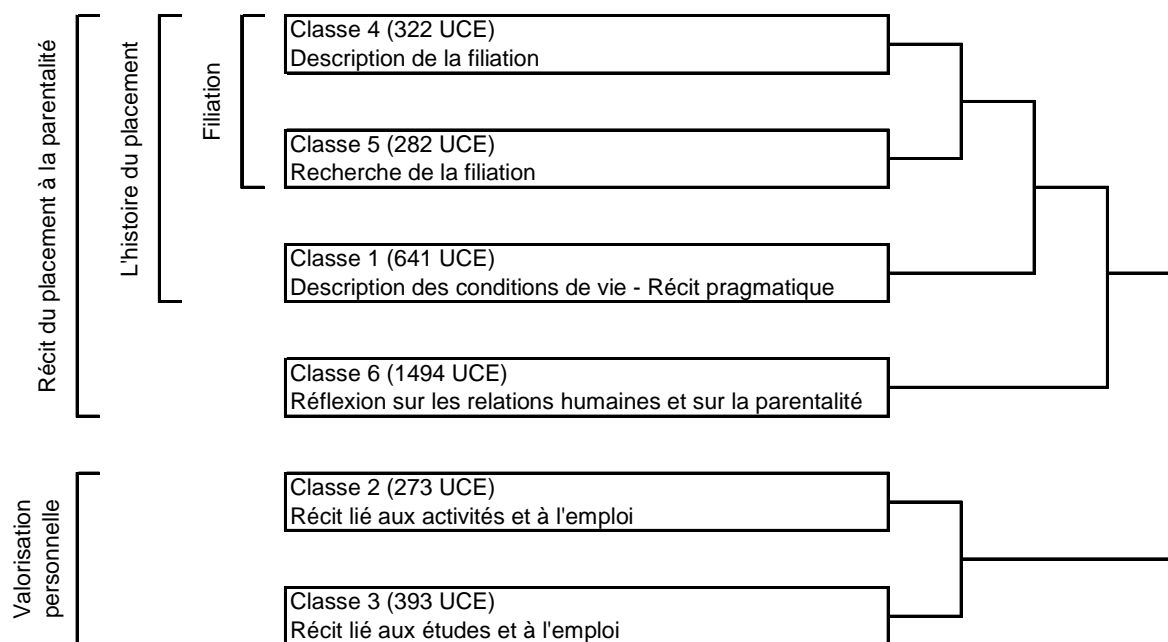 Récit du placement à la parentalité
L'histoire du placement
Filiation
Classe 4 (322 UCE)
Description de la filiation
Classe 5 (282 UCE)
Recherche de la filiation
Classe 1 (641 UCE)
Description des conditions de vie - Récit pragmatique
Classe 6 (1494 UCE)
Réflexion sur les relations humaines et sur la parentalité
Valorisation
personnelle
Classe 2 (273 UCE)
Récit lié aux activités et à l'emploi
Classe 3 (393 UCE)
Récit lié aux études et à l'emploi